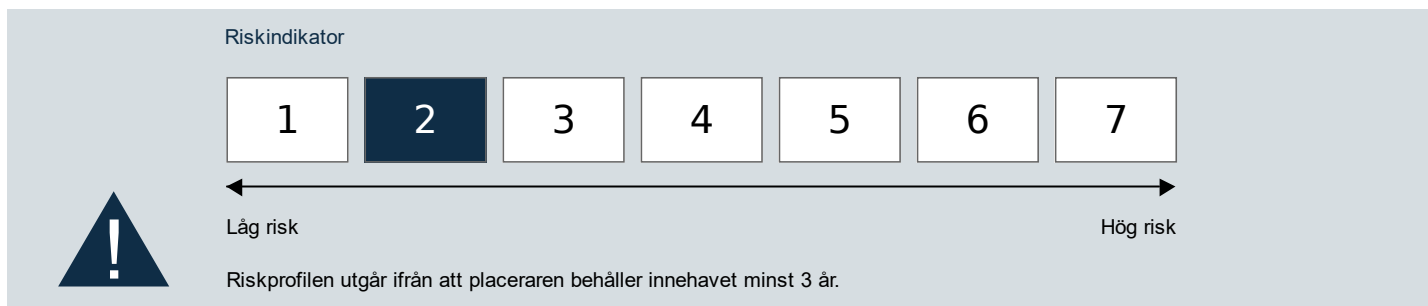 Riskindikator
1 2 3 4 5 6 7
Låg risk Hög risk
!
Riskprofilen utgår ifrån att placeraren behåller innehavet minst 3 år.